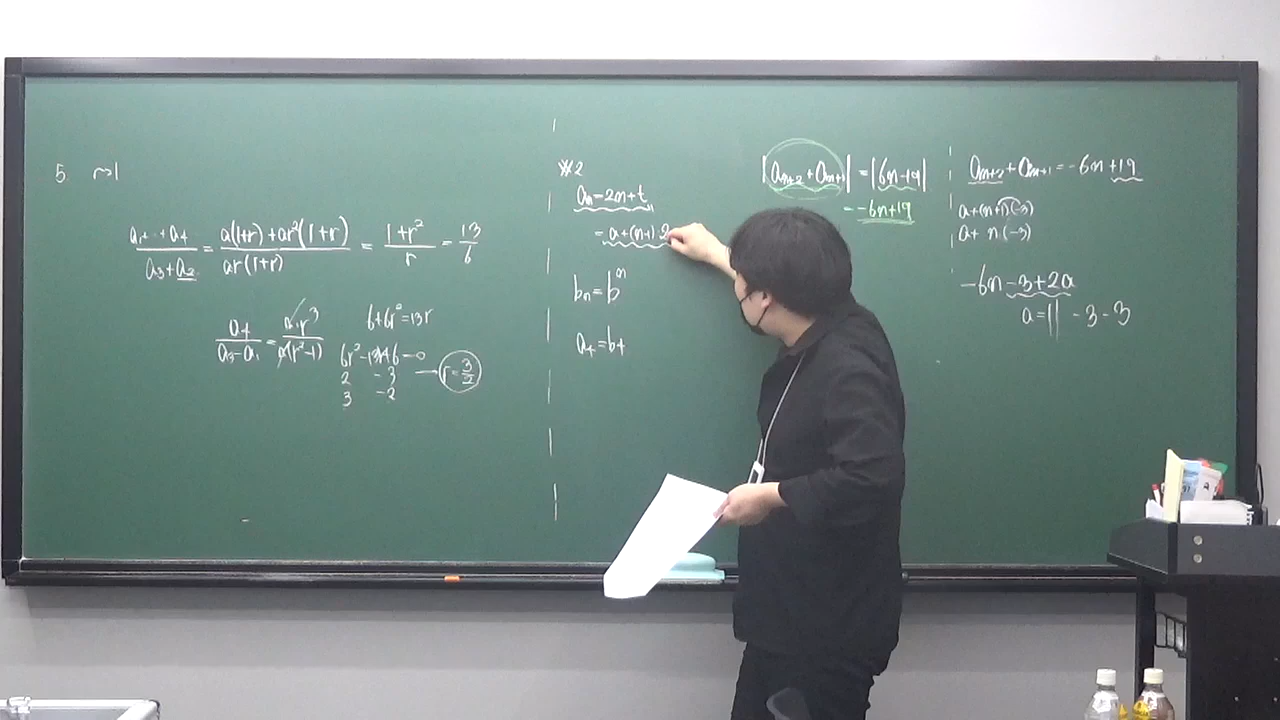 5. ~1
(a₁+…+a₄)/(a₃+a₂) = (a(1+r)+ar²(1+r))/(ar(1+r)) = (1+r²)/r = 13/6
a₄/(a₃-a₁) = a₁r³/a(r²-1)
6+6r²=13r
6r²-13r+6=0
2 -3
3 -2
→ r=3/2
※2
aₙ=2n+t
=a+(n-1)2
bₙ=bⁿ
a₄=b₄
|aₙ₊₂+aₙ₊₁|=|6n-19|
=-6n+19
aₙ₊₂+aₙ₊₁=-6n+19
a+(n+1)(-3)
a+ n(-3)
-6n-3+2a
a=11 -3-3